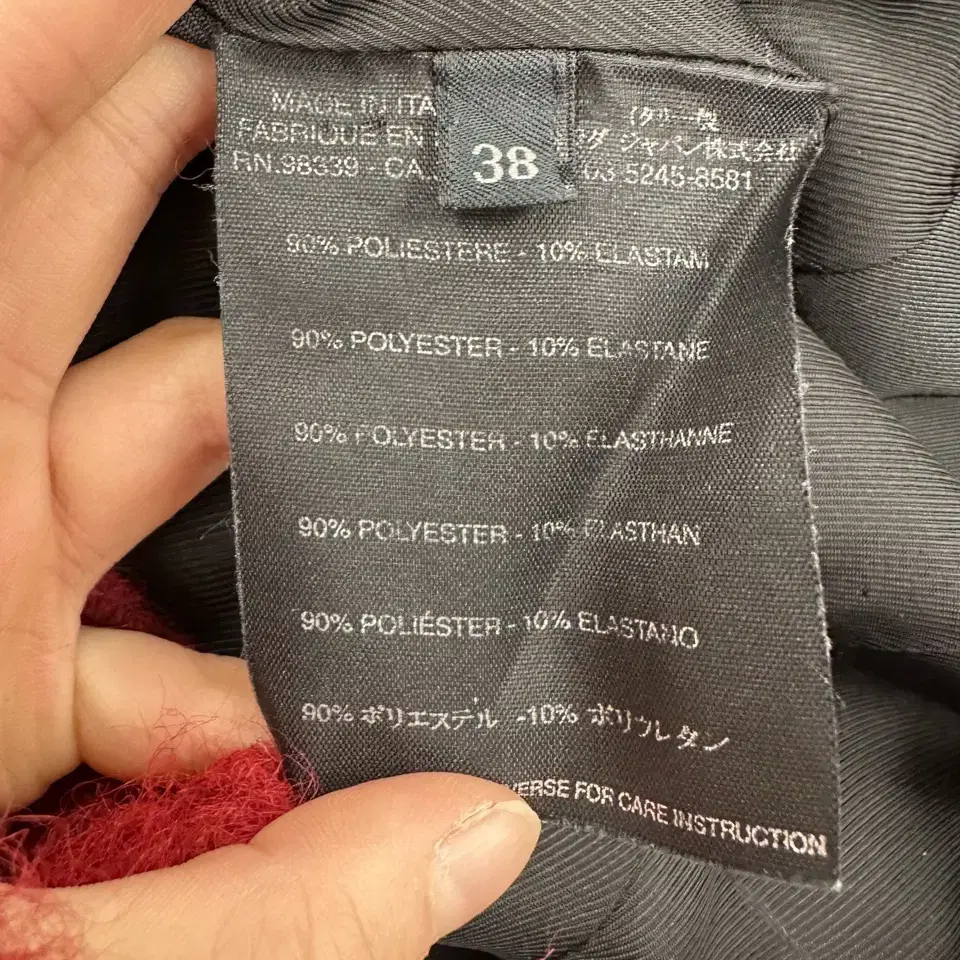 MADE IN ITA
(タリー製
FABRIQUÉ EN
ダ ジャパン株式会社
RN.98339 - CA
03 5245-8581
38
90% POLIESTERE - 10% ELASTAM
90% POLYESTER - 10% ELASTANE
90% POLYESTER - 10% ELASTHANNE
90% POLYESTER - 10% ELASTHAN
90% POLIÉSTER - 10% ELASTANO
90% ポリエステル -10% ポリウレタン
VERSE FOR CARE INSTRUCTION